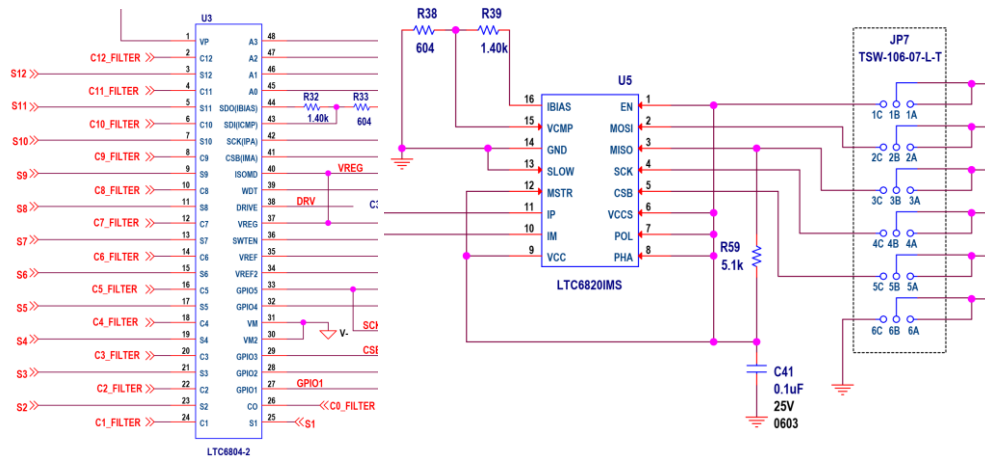 U3
1 VP A3 48
C12_FILTER 2 C12 A2 47
S12 3 S12 A1 46
C11_FILTER 4 C11 A0 45
S11 5 S11 SDO(IBIAS) 44 R32 1.40k R33 604
C10_FILTER 6 C10 SDI(ICMP) 43
S10 7 S10 SCK(IPA) 42
C9_FILTER 8 C9 CSB(IMA) 41
S9 9 S9 ISOMD 40 VREG
C8_FILTER 10 C8 WDT 39
S8 11 S8 DRIVE 38 DRV C3
C7_FILTER 12 C7 VREG 37
S7 13 S7 SWTEN 36
C6_FILTER 14 C6 VREF 35
S6 15 S6 VREF2 34
C5_FILTER 16 C5 GPIO5 33
S5 17 S5 GPIO4 32
C4_FILTER 18 C4 VM 31 V-
S4 19 S4 VM2 30 SCK
C3_FILTER 20 C3 GPIO3 29 CSB
S3 21 S3 GPIO2 28
C2_FILTER 22 C2 GPIO1 27 GPIO1
S2 23 S2 CO 26 C0_FILTER
C1_FILTER 24 C1 S1 25 S1
LTC6804-2
R38
604
R39
1.40k
U5
16 IBIAS EN 1
15 VCMP MOSI 2
14 GND MISO 3
13 SLOW SCK 4
12 MSTR CSB 5
11 IP VCCS 6
10 IM POL 7
9 VCC PHA 8
LTC6820IMS
R59
5.1k
C41
0.1uF
25V
0603
JP7
TSW-106-07-L-T
1C 1B 1A
2C 2B 2A
3C 3B 3A
4C 4B 4A
5C 5B 5A
6C 6B 6A